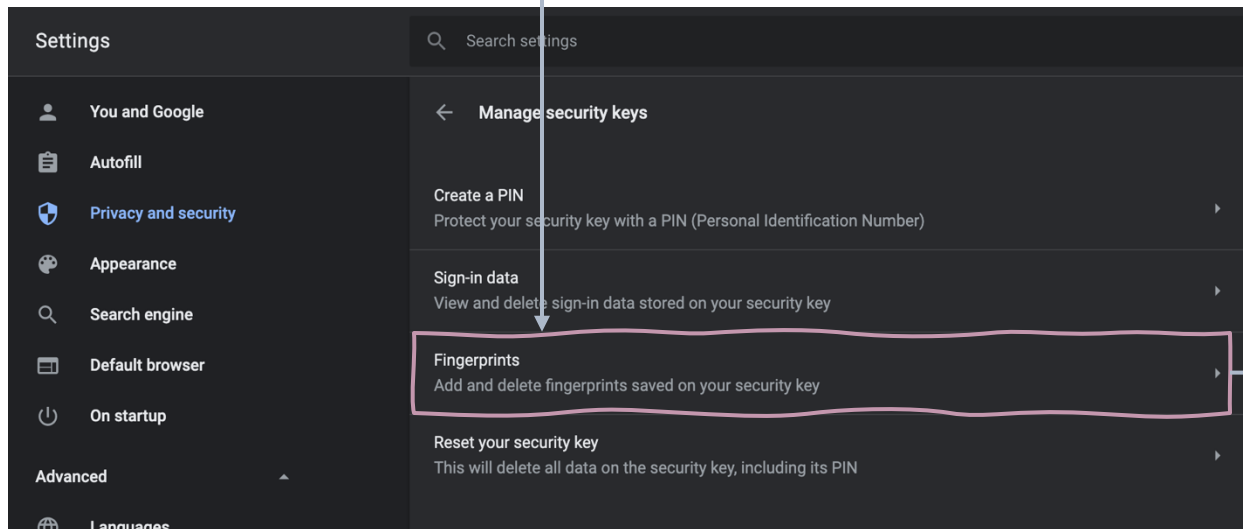 Settings
Search settings
You and Google
Autofill
Privacy and security
Appearance
Search engine
Default browser
On startup
Advanced
Languages
Manage security keys
Create a PIN
Protect your security key with a PIN (Personal Identification Number)
Sign-in data
View and delete sign-in data stored on your security key
Fingerprints
Add and delete fingerprints saved on your security key
Reset your security key
This will delete all data on the security key, including its PIN